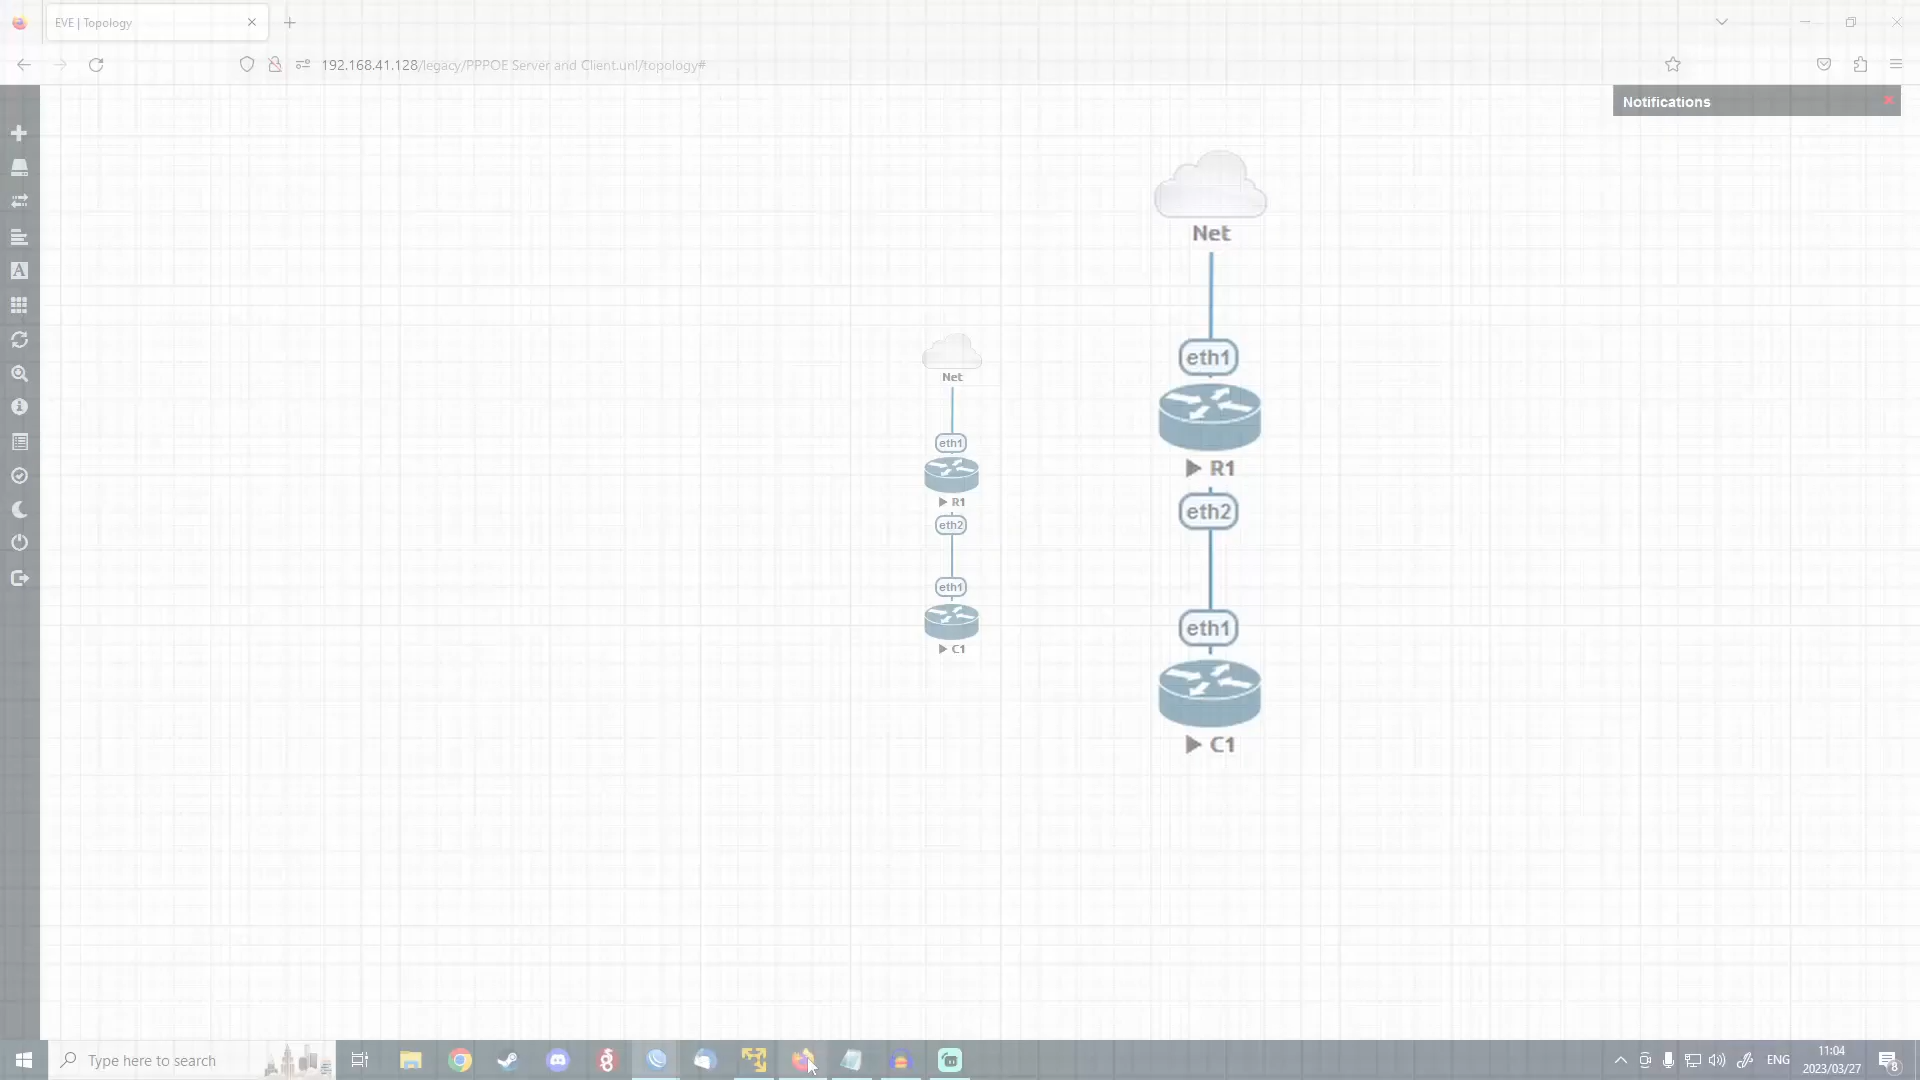 EVE | Topology
192.168.41.128/legacy/PPPOE Server and Client.unl/topology#
Notifications
Net
eth1
R1
eth2
eth1
C1
Net
eth1
R1
eth2
eth1
C1
Type here to search
ENG
11:04
2023/03/27
8